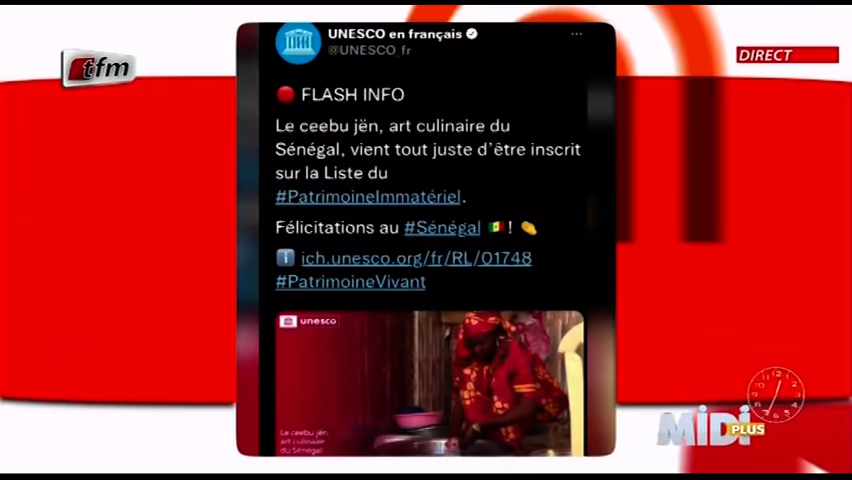 UNESCO en français
@UNESCO_fr
tfm
DIRECT
FLASH INFO
Le ceebu jën, art culinaire du
Sénégal, vient tout juste d'être inscrit
sur la Liste du
#PatrimoineImmatériel.
Félicitations au #Sénégal 🇸🇳! 👏
ℹ️ ich.unesco.org/fr/RL/01748
#PatrimoineVivant
unesco
Le ceebu jën,
art culinaire
du Sénégal
12
MiDi
PLUS